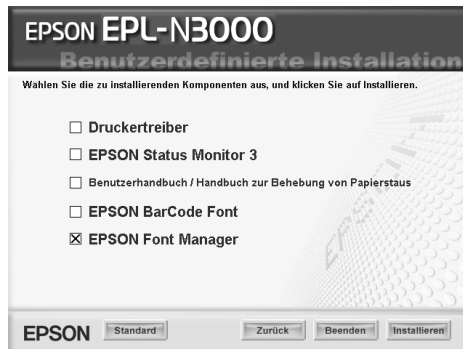 EPSON EPL-N3000
Benutzerdefinierte Installation
Wählen Sie die zu installierenden Komponenten aus, und klicken Sie auf Installieren.
Druckertreiber
EPSON Status Monitor 3
Benutzerhandbuch / Handbuch zur Behebung von Papierstaus
EPSON BarCode Font
EPSON Font Manager
EPSON
EPSON Standard Zurück Beenden Installieren